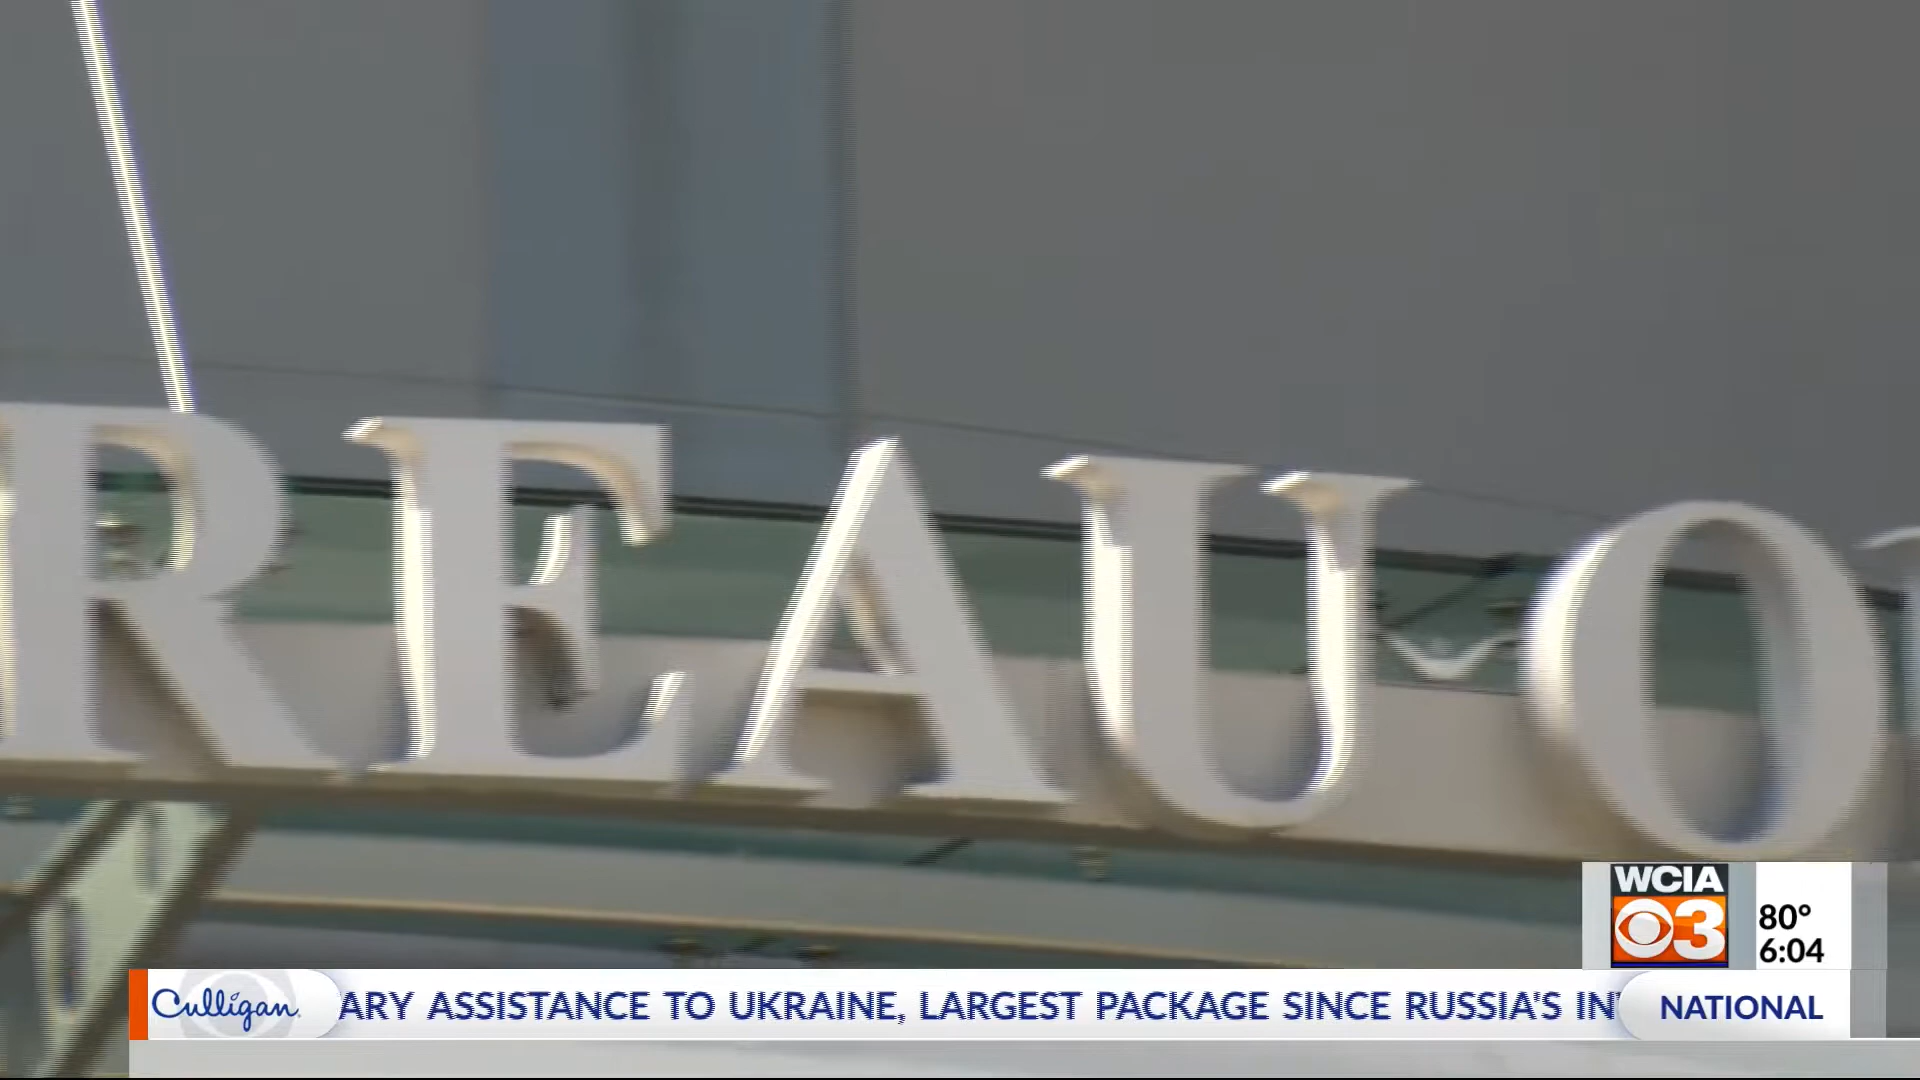 REAU O
WCIA
3
80°
6:04
Culligan.
ARY ASSISTANCE TO UKRAINE, LARGEST PACKAGE SINCE RUSSIA'S IN
NATIONAL